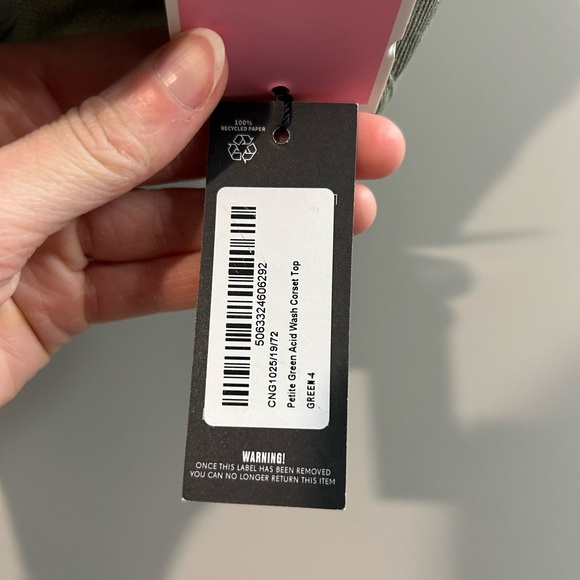 100%
RECYCLED PAPER
5063324606292
CNG1025/19/72
Petite Green Acid Wash Corset Top
GREEN 4
WARNING!
ONCE THIS LABEL HAS BEEN REMOVED
YOU CAN NO LONGER RETURN THIS ITEM